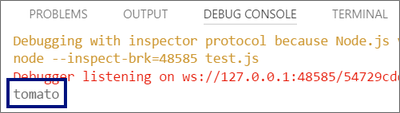 PROBLEMS OUTPUT DEBUG CONSOLE TERMINAL
Debugging with inspector protocol because Node.js
node --inspect-brk=48585 test.js
Debugger listening on ws://127.0.0.1:48585/54729cd
tomato